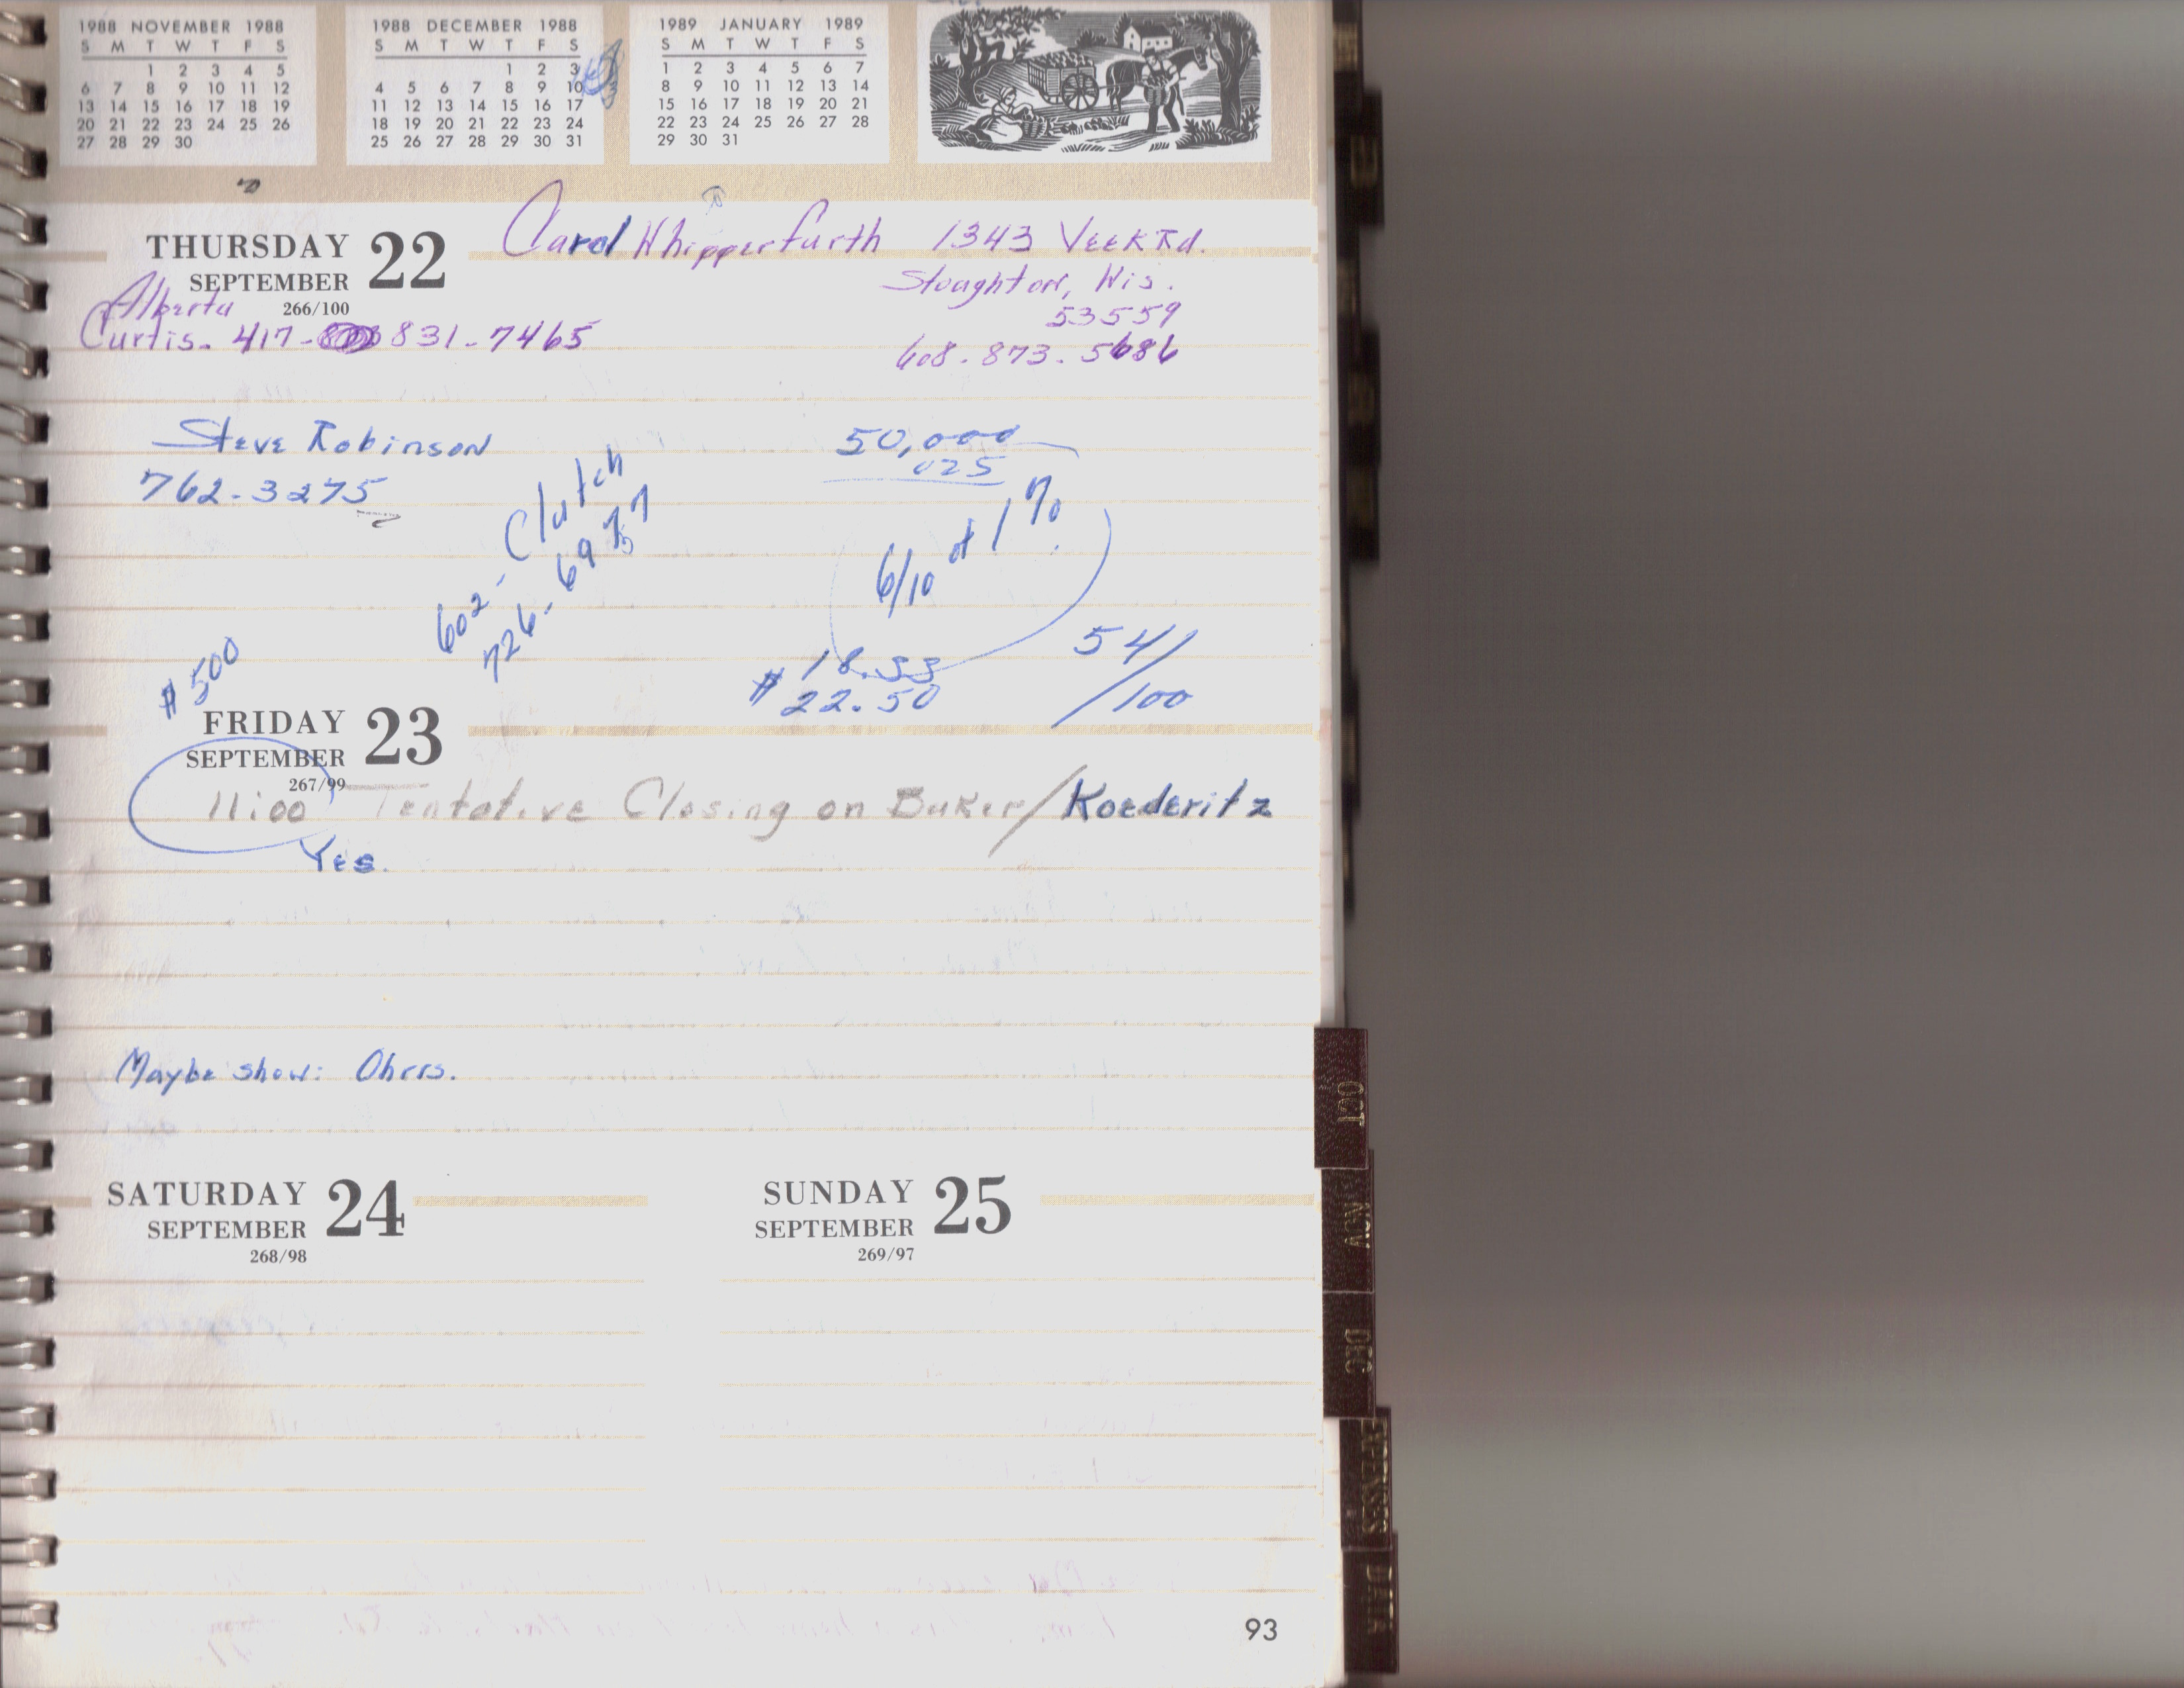 1988 NOVEMBER 1988
S M T W T F S
1 2 3 4 5
6 7 8 9 10 11 12
13 14 15 16 17 18 19
20 21 22 23 24 25 26
27 28 29 30
1988 DECEMBER 1988
S M T W T F S
1 2 3
4 5 6 7 8 9 10
11 12 13 14 15 16 17
18 19 20 21 22 23 24
25 26 27 28 29 30 31
1989 JANUARY 1989
S M T W T F S
1 2 3 4 5 6 7
8 9 10 11 12 13 14
15 16 17 18 19 20 21
22 23 24 25 26 27 28
29 30 31
THURSDAY 22
SEPTEMBER
266/100
Carol Whipperfurth 1343 Veek Rd.
Stoughton, Wis.
53559
608-873-5686
Alberta
Curtis- 417- 831-7465
Steve Robinson
762-3275
Clutch
602-
726-
50,000
025
6/10 of 1%
$18.33
$22.50
54/
/100
$500
FRIDAY 23
SEPTEMBER
267/99
11:00 Tentative Closing on Baker/Koederitz
Yes.
Maybe show: Ohrrs.
SATURDAY 24
SEPTEMBER
268/98
SUNDAY 25
SEPTEMBER
269/97
OCT
NOV
DEC
EXPENSES
DATA
93